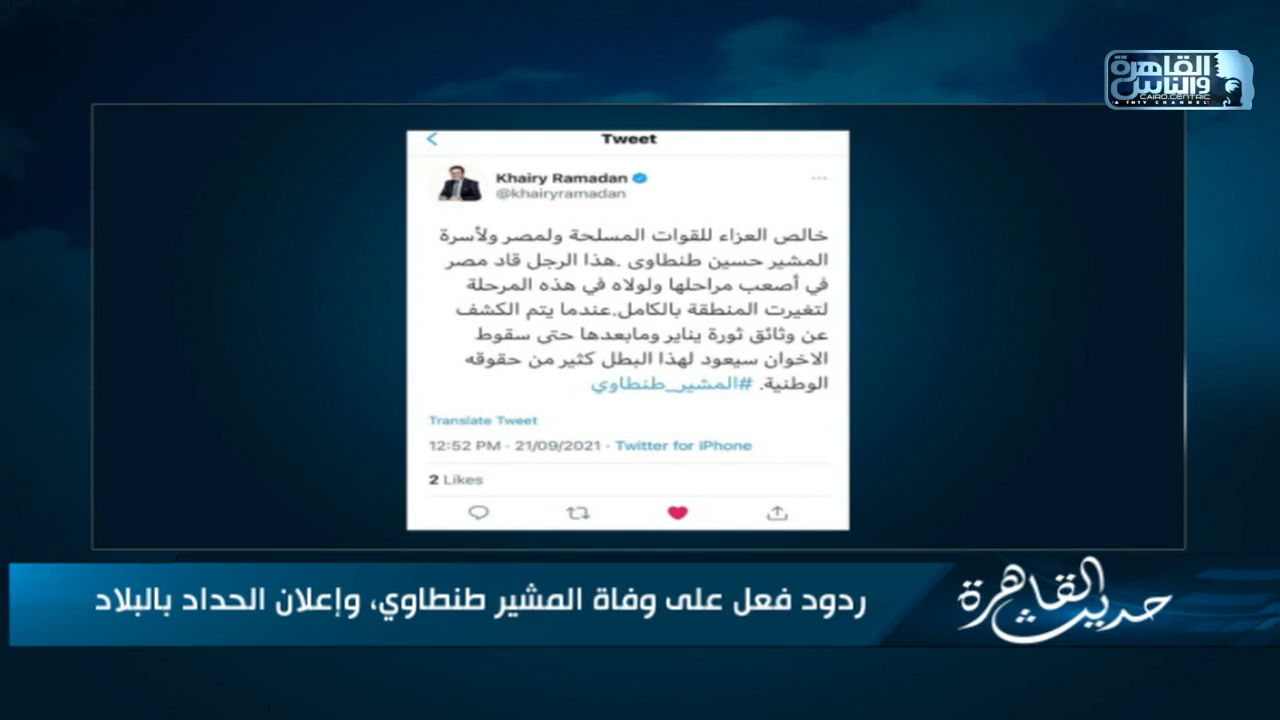 القاهرة
والناس
CAIRO.CENTRIC
A TNTV CHANNEL
Tweet
Khairy Ramadan
@khairyramadan
خالص العزاء للقوات المسلحة ولمصر ولأسرة
المشير حسين طنطاوى .هذا الرجل قاد مصر
في أصعب مراحلها ولولاه في هذه المرحلة
لتغيرت المنطقة بالكامل.عندما يتم الكشف
عن وثائق ثورة يناير ومابعدها حتى سقوط
الاخوان سيعود لهذا البطل كثير من حقوقه
الوطنية. #المشير_طنطاوي
Translate Tweet
12:52 PM · 21/09/2021 · Twitter for iPhone
2 Likes
حديث القاهرة
ردود فعل على وفاة المشير طنطاوي، وإعلان الحداد بالبلاد